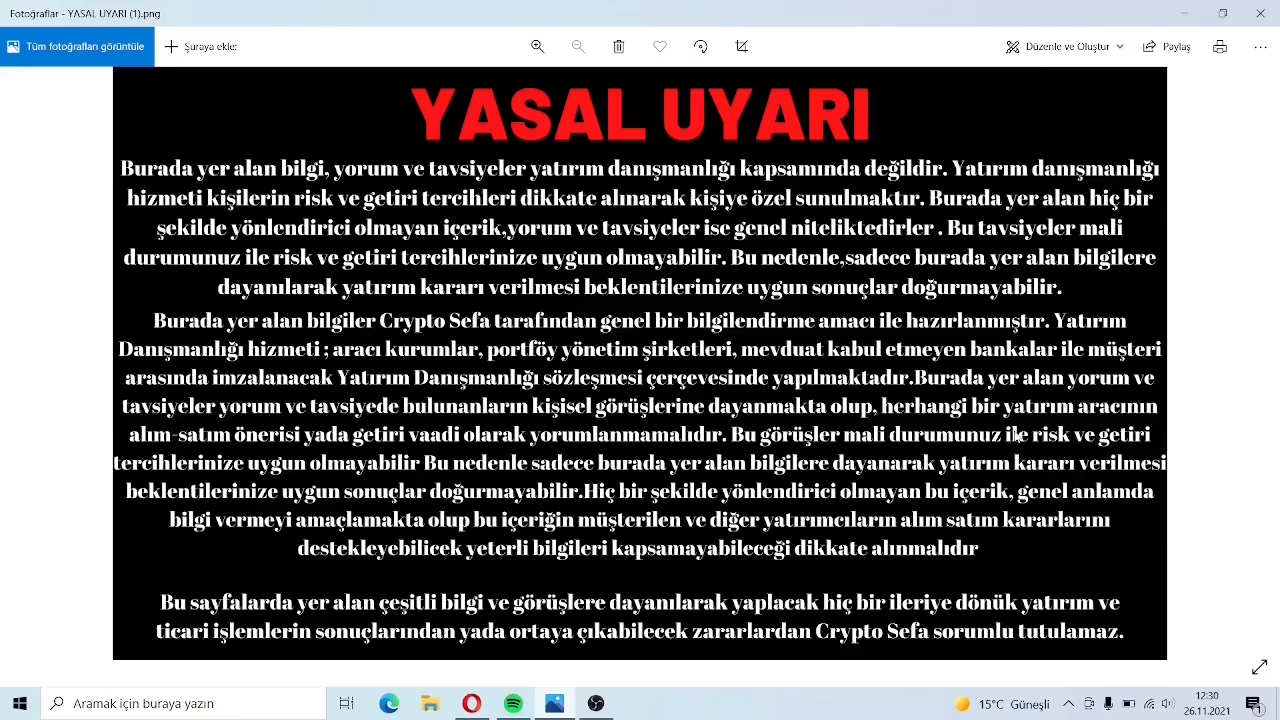 Fotoğraflar - YASAL UYARI (1).png
Tüm fotoğrafları görüntüle
Şuraya ekle:
Düzenle ve Oluştur
Paylaş
YASAL UYARI
Burada yer alan bilgi, yorum ve tavsiyeler yatırım danışmanlığı kapsamında değildir. Yatırım danışmanlığı
hizmeti kişilerin risk ve getiri tercihleri dikkate alınarak kişiye özel sunulmaktır. Burada yer alan hiç bir
şekilde yönlendirici olmayan içerik,yorum ve tavsiyeler ise genel niteliktedirler . Bu tavsiyeler mali
durumunuz ile risk ve getiri tercihlerinize uygun olmayabilir. Bu nedenle,sadece burada yer alan bilgilere
dayanılarak yatırım kararı verilmesi beklentilerinize uygun sonuçlar doğurmayabilir.
Burada yer alan bilgiler Crypto Sefa tarafından genel bir bilgilendirme amacı ile hazırlanmıştır. Yatırım
Danışmanlığı hizmeti ; aracı kurumlar, portföy yönetim şirketleri, mevduat kabul etmeyen bankalar ile müşteri
arasında imzalanacak Yatırım Danışmanlığı sözleşmesi çerçevesinde yapılmaktadır.Burada yer alan yorum ve
tavsiyeler yorum ve tavsiyede bulunanların kişisel görüşlerine dayanmakta olup, herhangi bir yatırım aracının
alım-satım önerisi yada getiri vaadi olarak yorumlanmamalıdır. Bu görüşler mali durumunuz ile risk ve getiri
tercihlerinize uygun olmayabilir Bu nedenle sadece burada yer alan bilgilere dayanarak yatırım kararı verilmesi
beklentilerinize uygun sonuçlar doğurmayabilir.Hiç bir şekilde yönlendirici olmayan bu içerik, genel anlamda
bilgi vermeyi amaçlamakta olup bu içeriğin müşterilen ve diğer yatırımcıların alım satım kararlarını
destekleyebilicek yeterli bilgileri kapsamayabileceği dikkate alınmalıdır
Bu sayfalarda yer alan çeşitli bilgi ve görüşlere dayanılarak yaplacak hiç bir ileriye dönük yatırım ve
ticari işlemlerin sonuçlarından yada ortaya çıkabilecek zararlardan Crypto Sefa sorumlu tutulamaz.
Aramak için buraya yazın
15°C Güneşli
12:30
26.11.2021